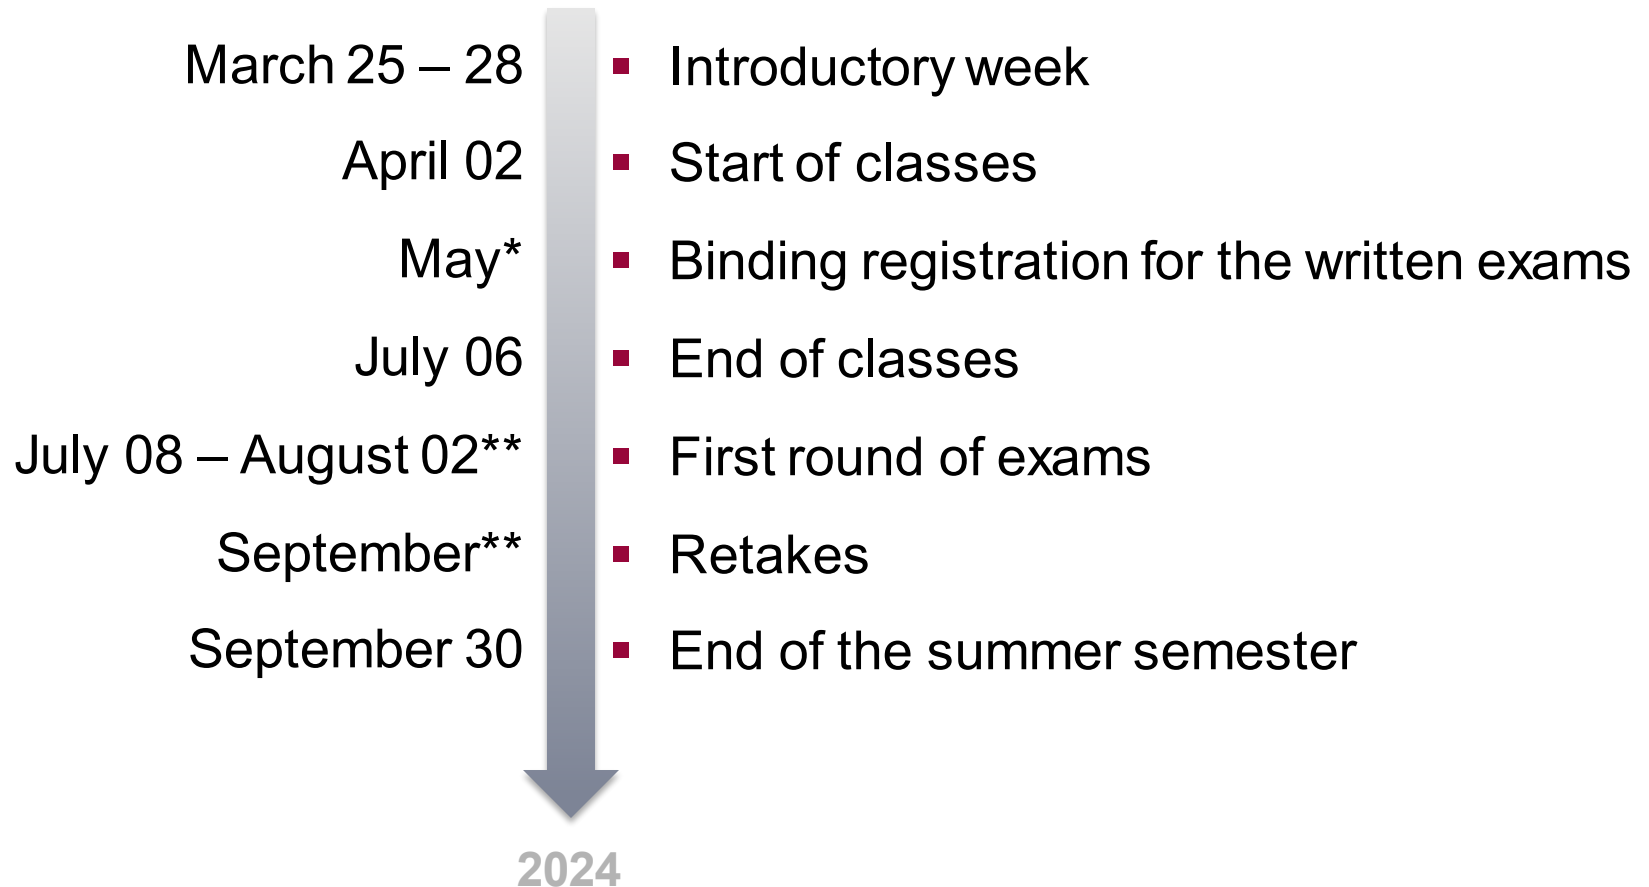 March 25 – 28 ▪ Introductory week
April 02 ▪ Start of classes
May* ▪ Binding registration for the written exams
July 06 ▪ End of classes
July 08 – August 02** ▪ First round of exams
September** ▪ Retakes
September 30 ▪ End of the summer semester
2024